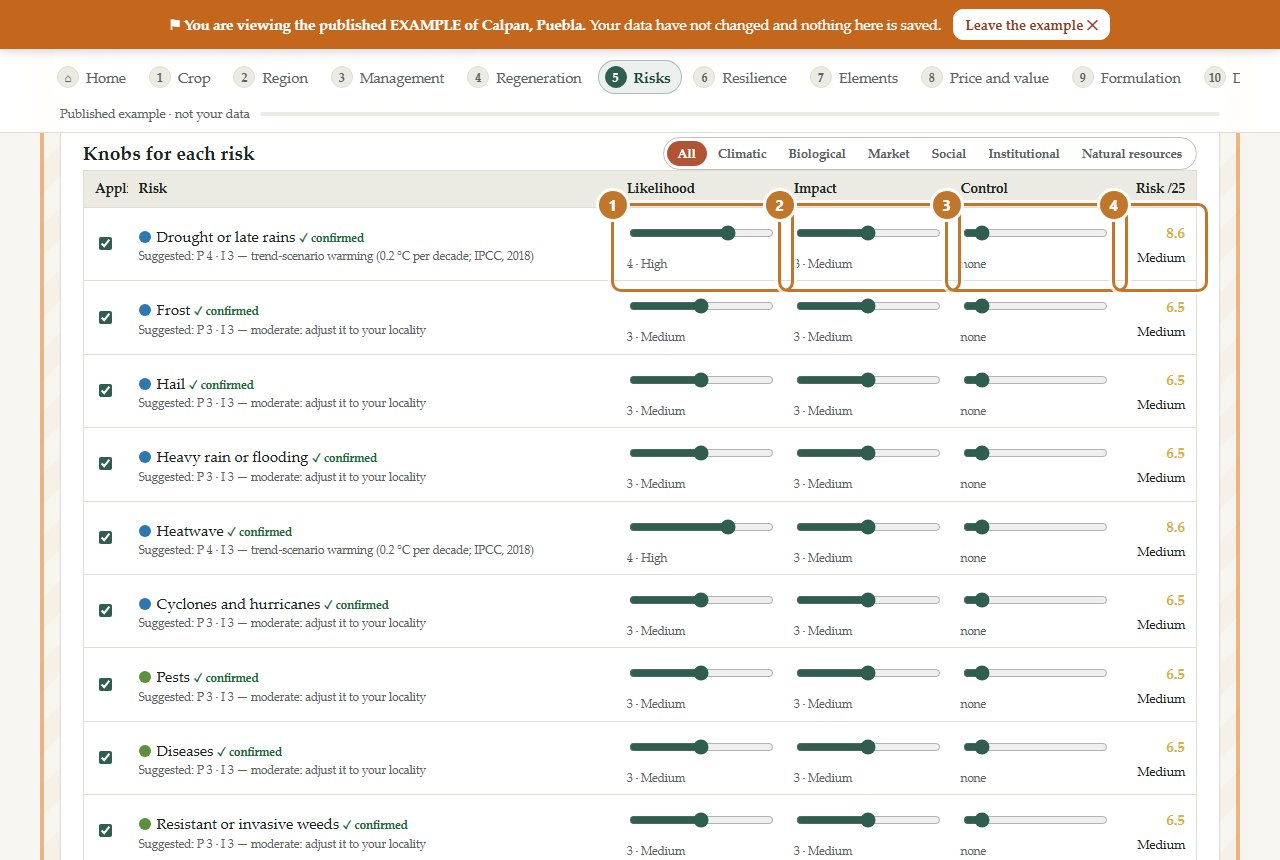 ⚑ You are viewing the published EXAMPLE of Calpan, Puebla. Your data have not changed and nothing here is saved. Leave the example ✕
⌂ Home 1 Crop 2 Region 3 Management 4 Regeneration 5 Risks 6 Resilience 7 Elements 8 Price and value 9 Formulation 10
Published example · not your data
Knobs for each risk All Climatic Biological Market Social Institutional Natural resources
Appli Risk Likelihood Impact Control Risk /25
1 2 3 4
Drought or late rains ✓ confirmed 8.6
Suggested: P 4 · I 3 — trend-scenario warming (0.2 °C per decade; IPCC, 2018)
4 · High 3 · Medium none Medium
Frost ✓ confirmed 6.5
Suggested: P 3 · I 3 — moderate: adjust it to your locality
3 · Medium 3 · Medium none Medium
Hail ✓ confirmed 6.5
Suggested: P 3 · I 3 — moderate: adjust it to your locality
3 · Medium 3 · Medium none Medium
Heavy rain or flooding ✓ confirmed 6.5
Suggested: P 3 · I 3 — moderate: adjust it to your locality
3 · Medium 3 · Medium none Medium
Heatwave ✓ confirmed 8.6
Suggested: P 4 · I 3 — trend-scenario warming (0.2 °C per decade; IPCC, 2018)
4 · High 3 · Medium none Medium
Cyclones and hurricanes ✓ confirmed 6.5
Suggested: P 3 · I 3 — moderate: adjust it to your locality
3 · Medium 3 · Medium none Medium
Pests ✓ confirmed 6.5
Suggested: P 3 · I 3 — moderate: adjust it to your locality
3 · Medium 3 · Medium none Medium
Diseases ✓ confirmed 6.5
Suggested: P 3 · I 3 — moderate: adjust it to your locality
3 · Medium 3 · Medium none Medium
Resistant or invasive weeds ✓ confirmed 6.5
Suggested: P 3 · I 3 — moderate: adjust it to your locality
3 · Medium 3 · Medium none Medium